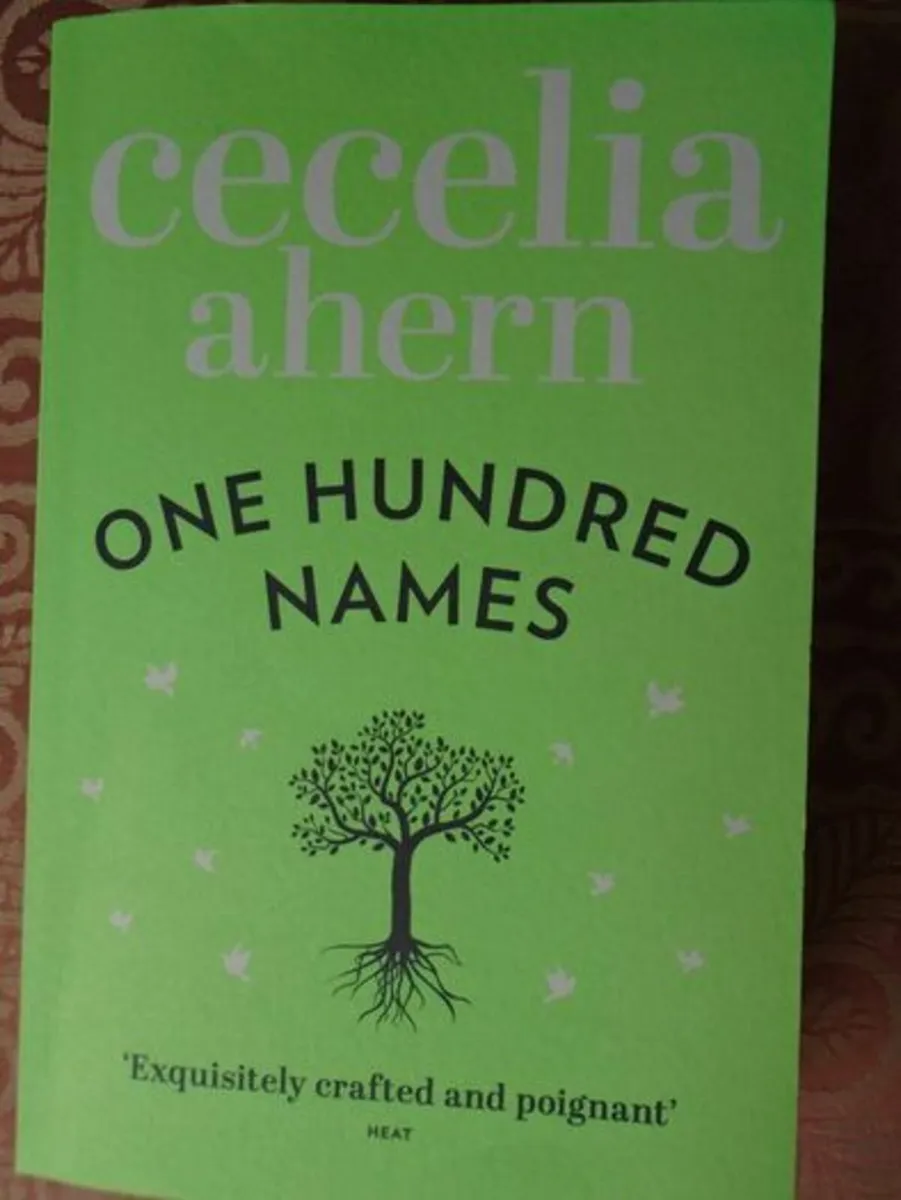 cecelia
ahern
ONE HUNDRED
NAMES
‘Exquisitely crafted and poignant’
HEAT